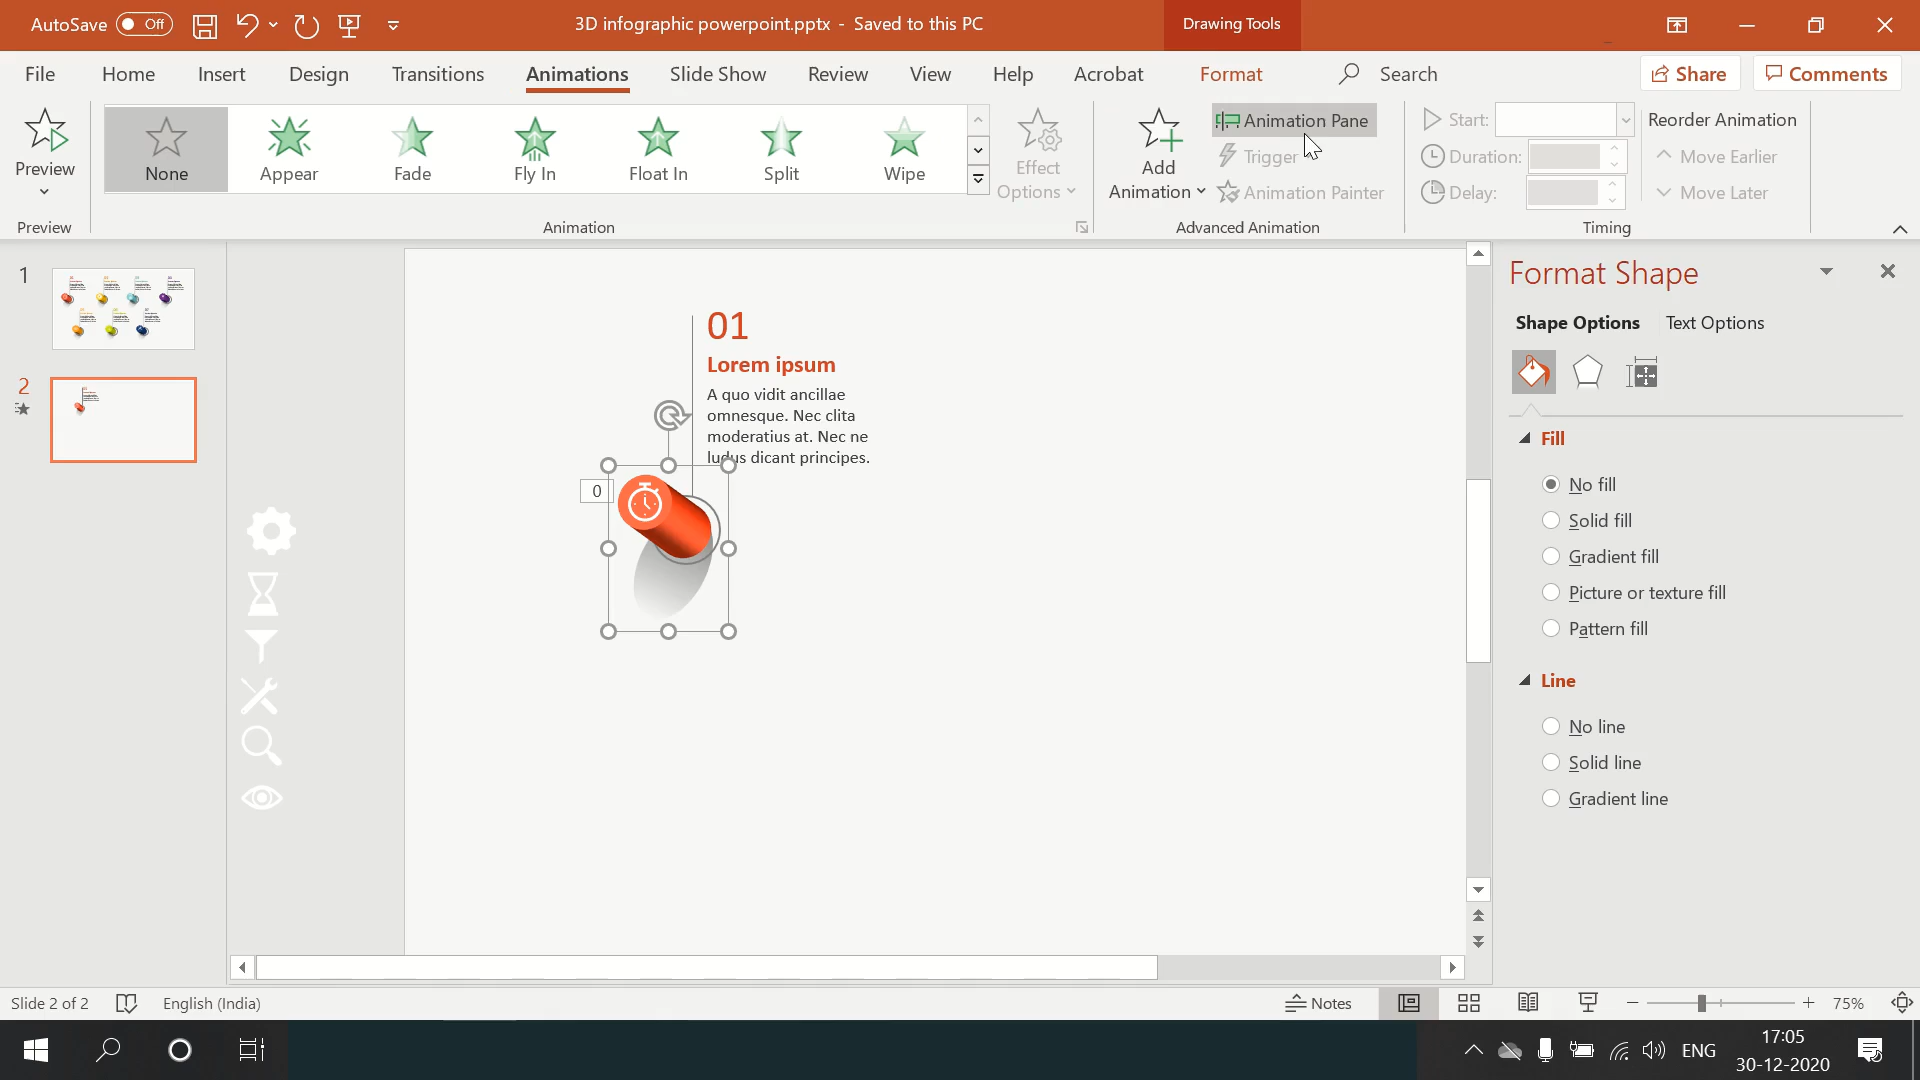 AutoSave Off 3D infographic powerpoint.pptx - Saved to this PC Drawing Tools
File Home Insert Design Transitions Animations Slide Show Review View Help Acrobat Format Search Share Comments
Preview
None Appear Fade Fly In Float In Split Wipe
Effect
Options
Add
Animation
Animation Pane
Trigger
Animation Painter
Start:
Duration:
Delay:
Reorder Animation
Move Earlier
Move Later
Preview Animation Advanced Animation Timing
1
2
01
Lorem ipsum
A quo vidit ancillae
omnesque. Nec clita
moderatius at. Nec ne
ludus dicant principes.
0
Format Shape
Shape Options Text Options
Fill
No fill
Solid fill
Gradient fill
Picture or texture fill
Pattern fill
Line
No line
Solid line
Gradient line
Slide 2 of 2 English (India) Notes 75%
ENG
17:05
30-12-2020